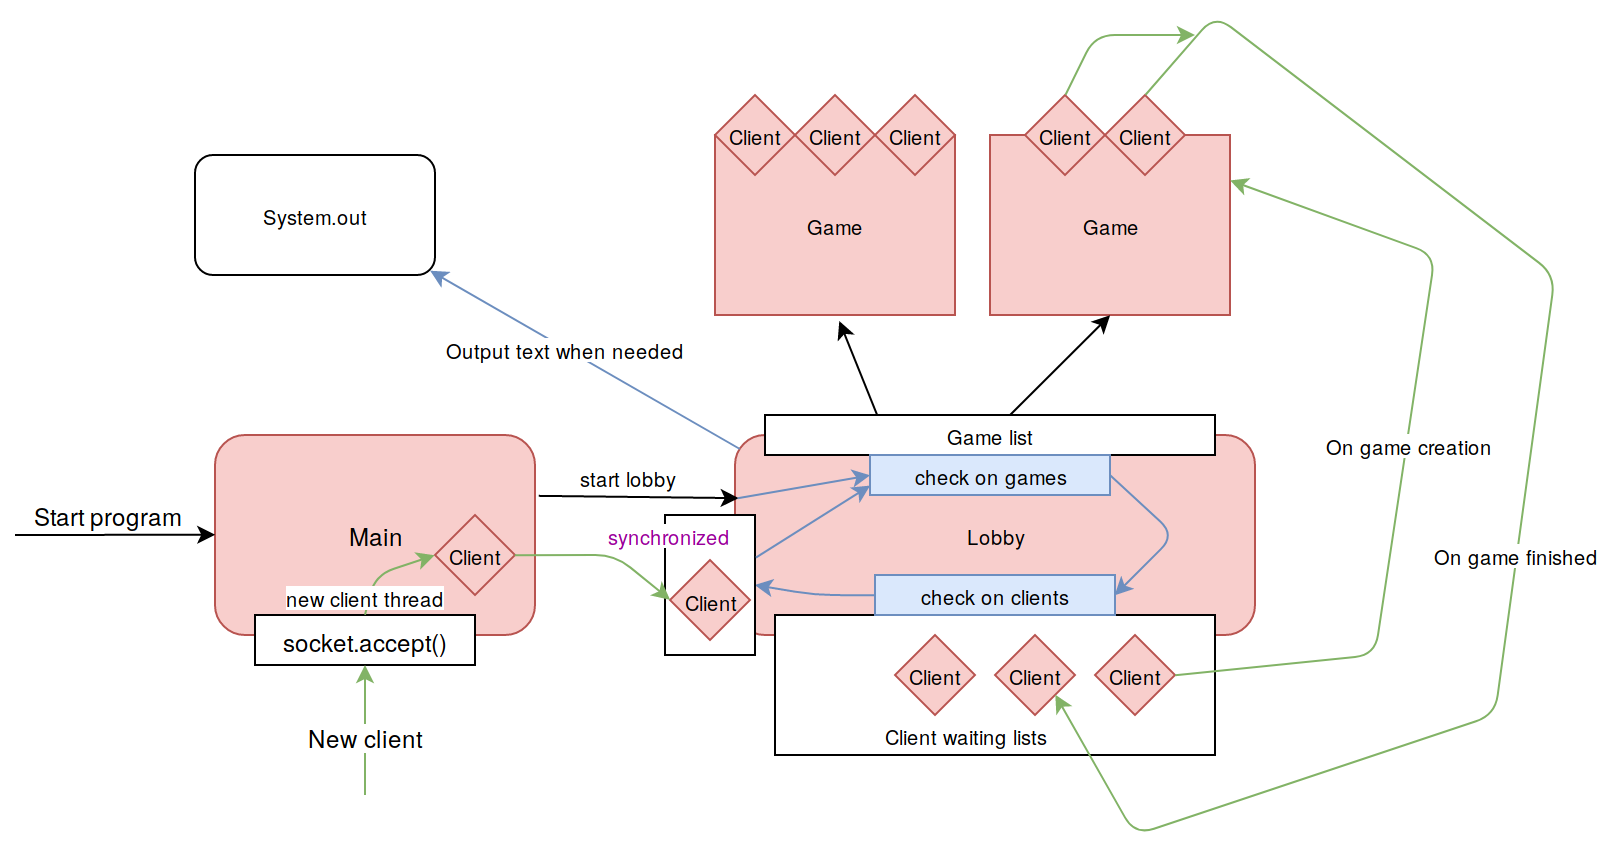 Client
Client
Client
Client
Client
System.out
Game
Game
Output text when needed
Game list
On game creation
start lobby
check on games
Start program
Main
synchronized
Lobby
Client
On game finished
new client thread
Client
check on clients
socket.accept()
Client
Client
Client
New client
Client waiting lists